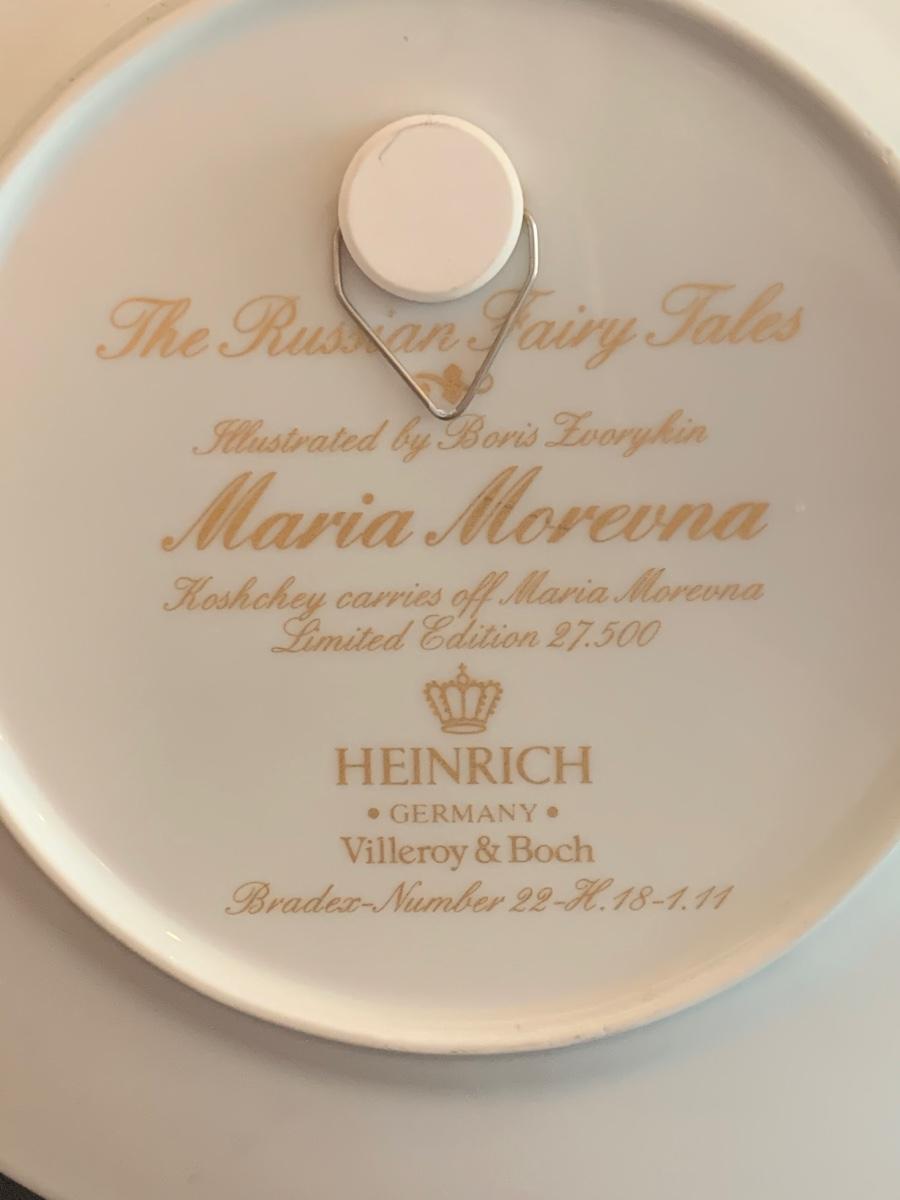 The Russian Fairy Tales
Illustrated by Boris Zvorykin
Maria Morevna
Koshchey carries off Maria Morevna
Limited Edition 27.500
HEINRICH
• GERMANY •
Villeroy & Boch
Bradex-Number 22-H.18-1.11